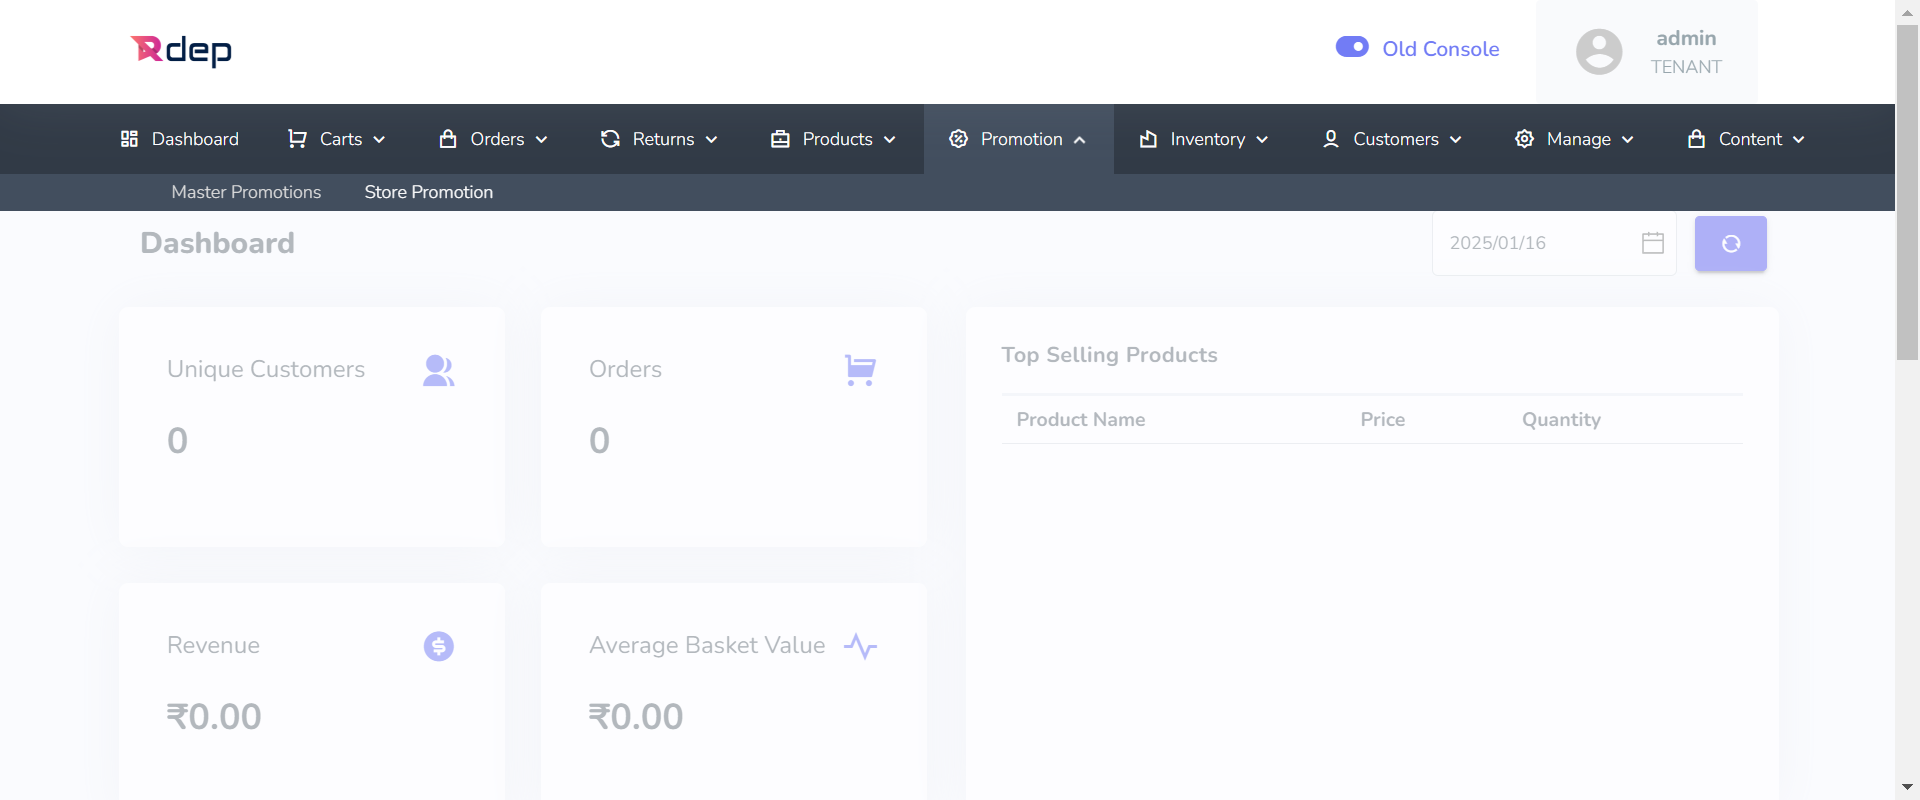 Rdep
Old Console
admin
TENANT
Dashboard Carts Orders Returns Products Promotion Inventory Customers Manage Content
Master Promotions Store Promotion
Dashboard
2025/01/16
Unique Customers
0
Orders
0
Top Selling Products
Product Name Price Quantity
Revenue
₹0.00
Average Basket Value
₹0.00